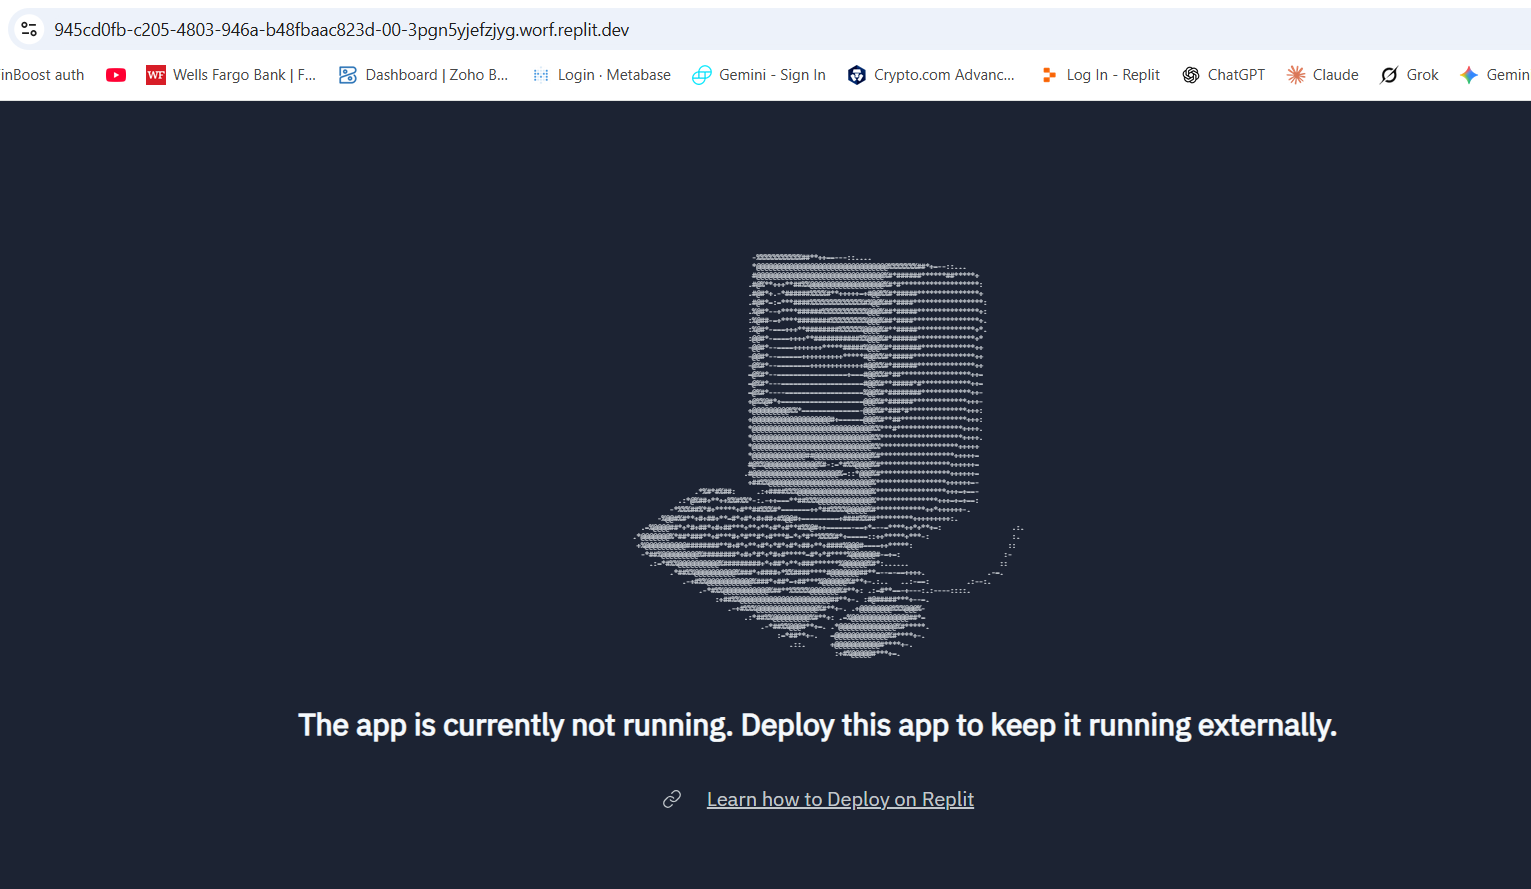 945cd0fb-c205-4803-946a-b48fbaac823d-00-3pgn5yjefzjyg.worf.replit.dev
inBoost auth WF Wells Fargo Bank | F... Dashboard | Zoho B... Login · Metabase Gemini - Sign In Crypto.com Advanc... Log In - Replit ChatGPT Claude Grok Gemin
The app is currently not running. Deploy this app to keep it running externally.
Learn how to Deploy on Replit